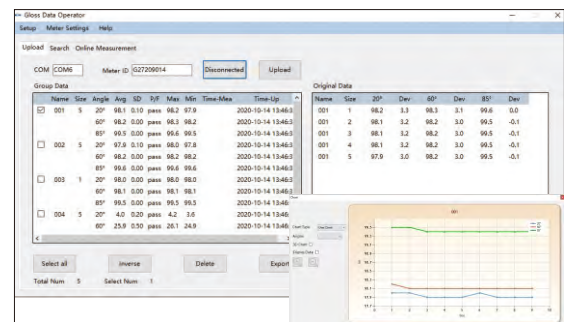 Gloss Data Operator
Setup Meter Settings Help
Upload Search Online Measurement
COM COM6 Meter ID G27209014 Disconnected Upload
Group Data
Name Size Angle Avg SD P/F Max Min Time-Mea Time-Up
001 5 20° 98.1 0.10 pass 98.2 97.9 2020-10-14 13:46:3
60° 98.2 0.00 pass 98.3 98.2 2020-10-14 13:46:3
85° 99.5 0.00 pass 99.6 99.5 2020-10-14 13:46:3
002 5 20° 97.9 0.10 pass 98.0 97.8 2020-10-14 13:46:3
60° 98.2 0.00 pass 98.2 98.2 2020-10-14 13:46:3
85° 99.6 0.00 pass 99.6 99.6 2020-10-14 13:46:3
003 1 20° 98.0 0.00 pass 98.0 98.0 2020-10-14 13:46:3
60° 98.1 0.00 pass 98.1 98.1 2020-10-14 13:46:
85° 99.5 0.00 pass 99.5 99.5 2020-10-14 13:46:
004 5 20° 4.0 0.20 pass 4.2 3.6 2020-10-14 13:46:
60° 25.9 0.50 pass 26.1 24.9 2020-10-14 13:46:
Select all Inverse Delete Export
Total Num 5 Select Num 1
Original Data
Name Size 20° Dev 60° Dev 85° Dev
001 1 98.2 3.3 98.3 3.1 99.6 0.0
001 2 98.1 3.2 98.2 3.0 99.5 -0.1
001 3 98.1 3.2 98.2 3.0 99.5 -0.1
001 4 98.1 3.2 98.2 3.0 99.5 -0.1
001 5 97.9 3.0 98.2 3.0 99.5 -0.1
001
0 1 2 3 4 5 6 7 8 9 10